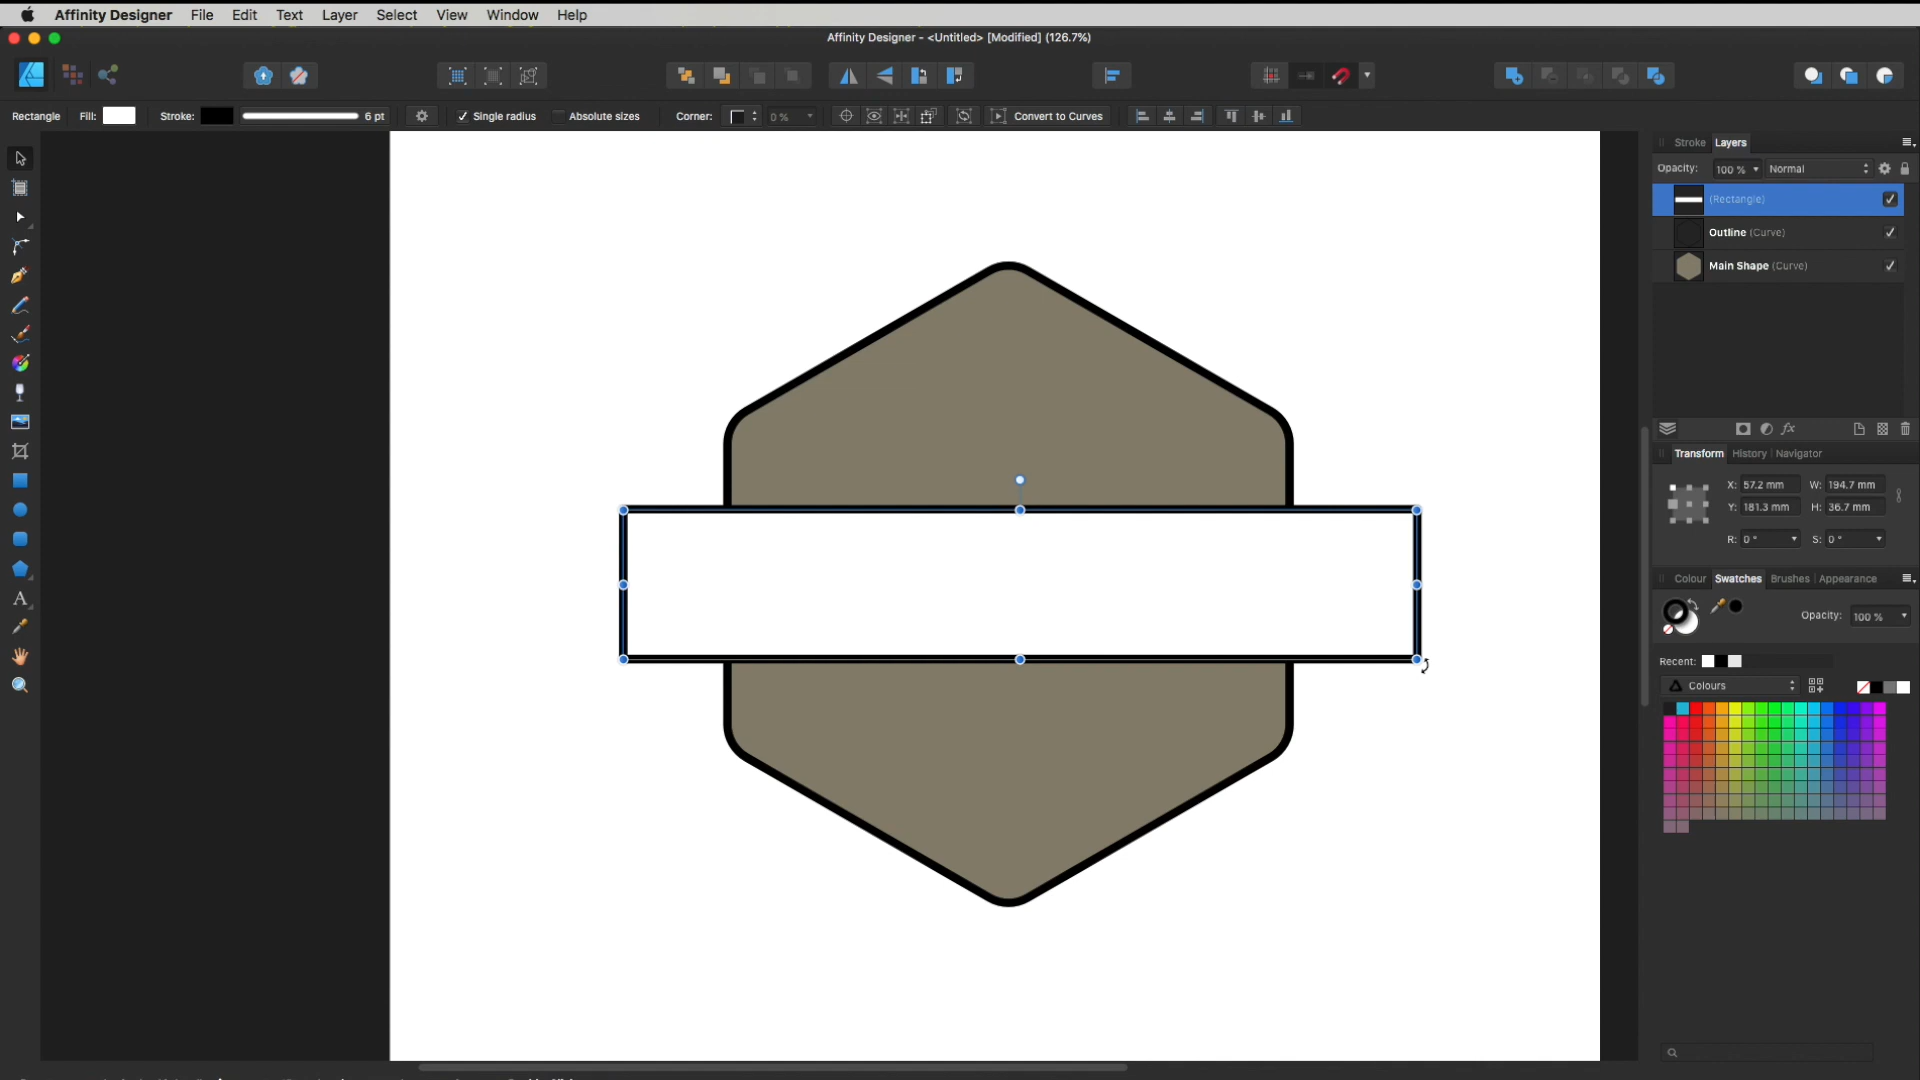 Affinity Designer File Edit Text Layer Select View Window Help
Affinity Designer - <Untitled> [Modified] (126.7%)
Rectangle Fill: Stroke: 6 pt Single radius Absolute sizes Corner: 0 % Convert to Curves
Stroke Layers
Opacity: 100 % Normal
(Rectangle)
Outline (Curve)
Main Shape (Curve)
fx
Transform History Navigator
X: 57.2 mm W: 194.7 mm
Y: 181.3 mm H: 36.7 mm
R: 0 ° S: 0 °
Colour Swatches Brushes Appearance
Opacity: 100 %
Recent:
Colours
A